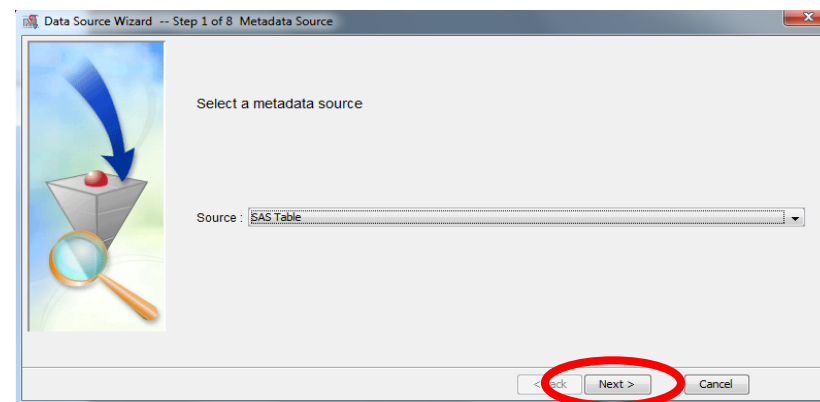 Data Source Wizard -- Step 1 of 8 Metadata Source
Select a metadata source
Source : SAS Table
Next > Cancel